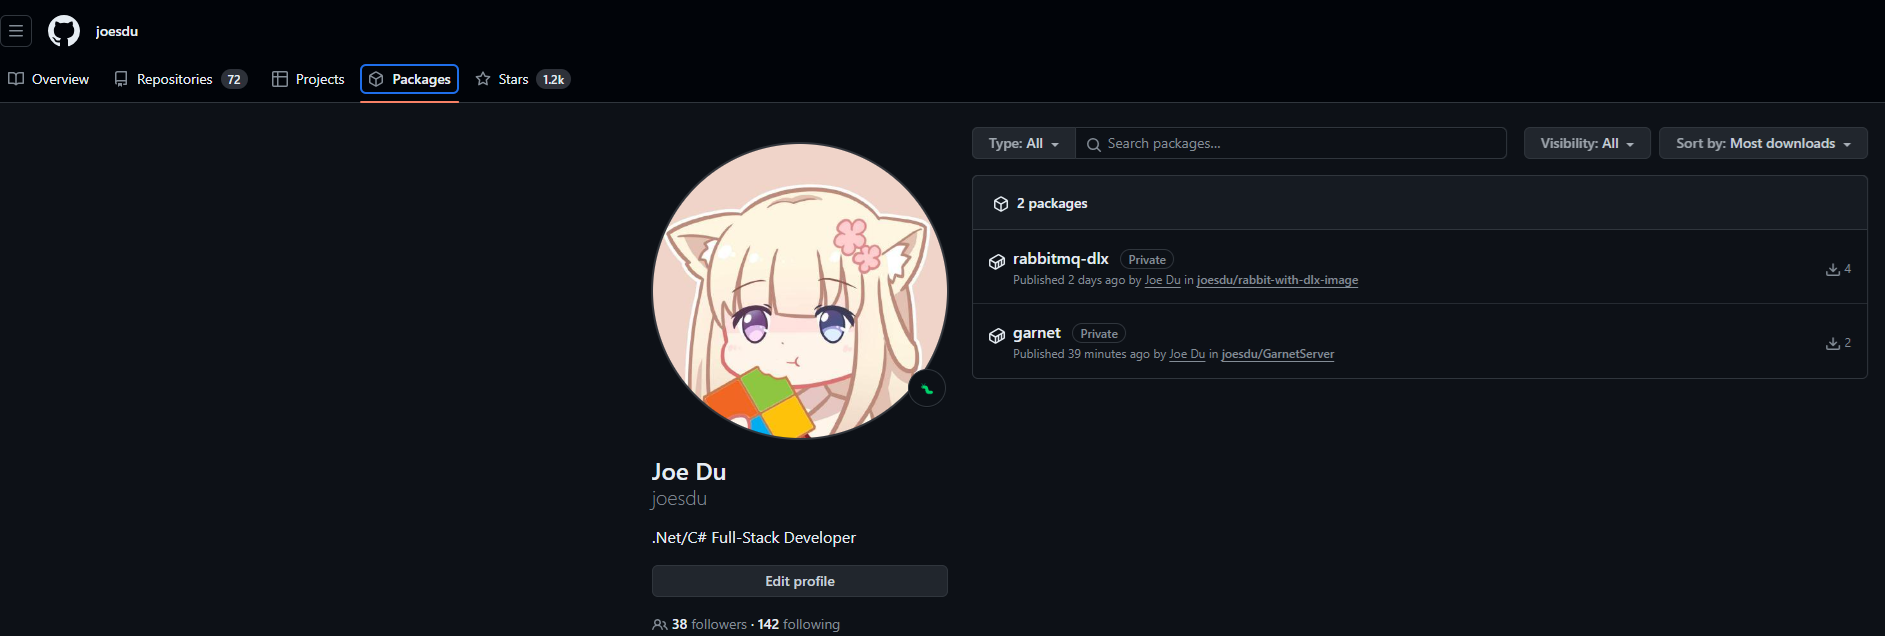 joesdu
Overview Repositories 72 Projects Packages Stars 1.2k
Type: All Search packages... Visibility: All Sort by: Most downloads
2 packages
rabbitmq-dlx Private
Published 2 days ago by Joe Du in joesdu/rabbit-with-dlx-image 4
garnet Private
Published 39 minutes ago by Joe Du in joesdu/GarnetServer 2
Joe Du
joesdu
.Net/C# Full-Stack Developer
Edit profile
38 followers · 142 following